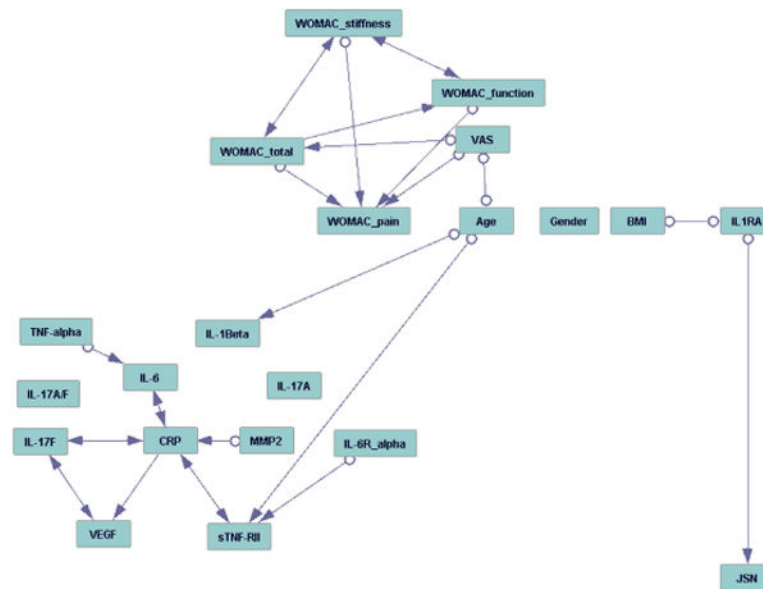 WOMAC_stiffness
WOMAC_function
VAS
WOMAC_total
WOMAC_pain
Age
Gender
BMI
IL1RA
TNF-alpha
IL-1Beta
IL-6
IL-17A
IL-17A/F
IL-17F
CRP
MMP2
IL-6R_alpha
VEGF
sTNF-RII
JSN